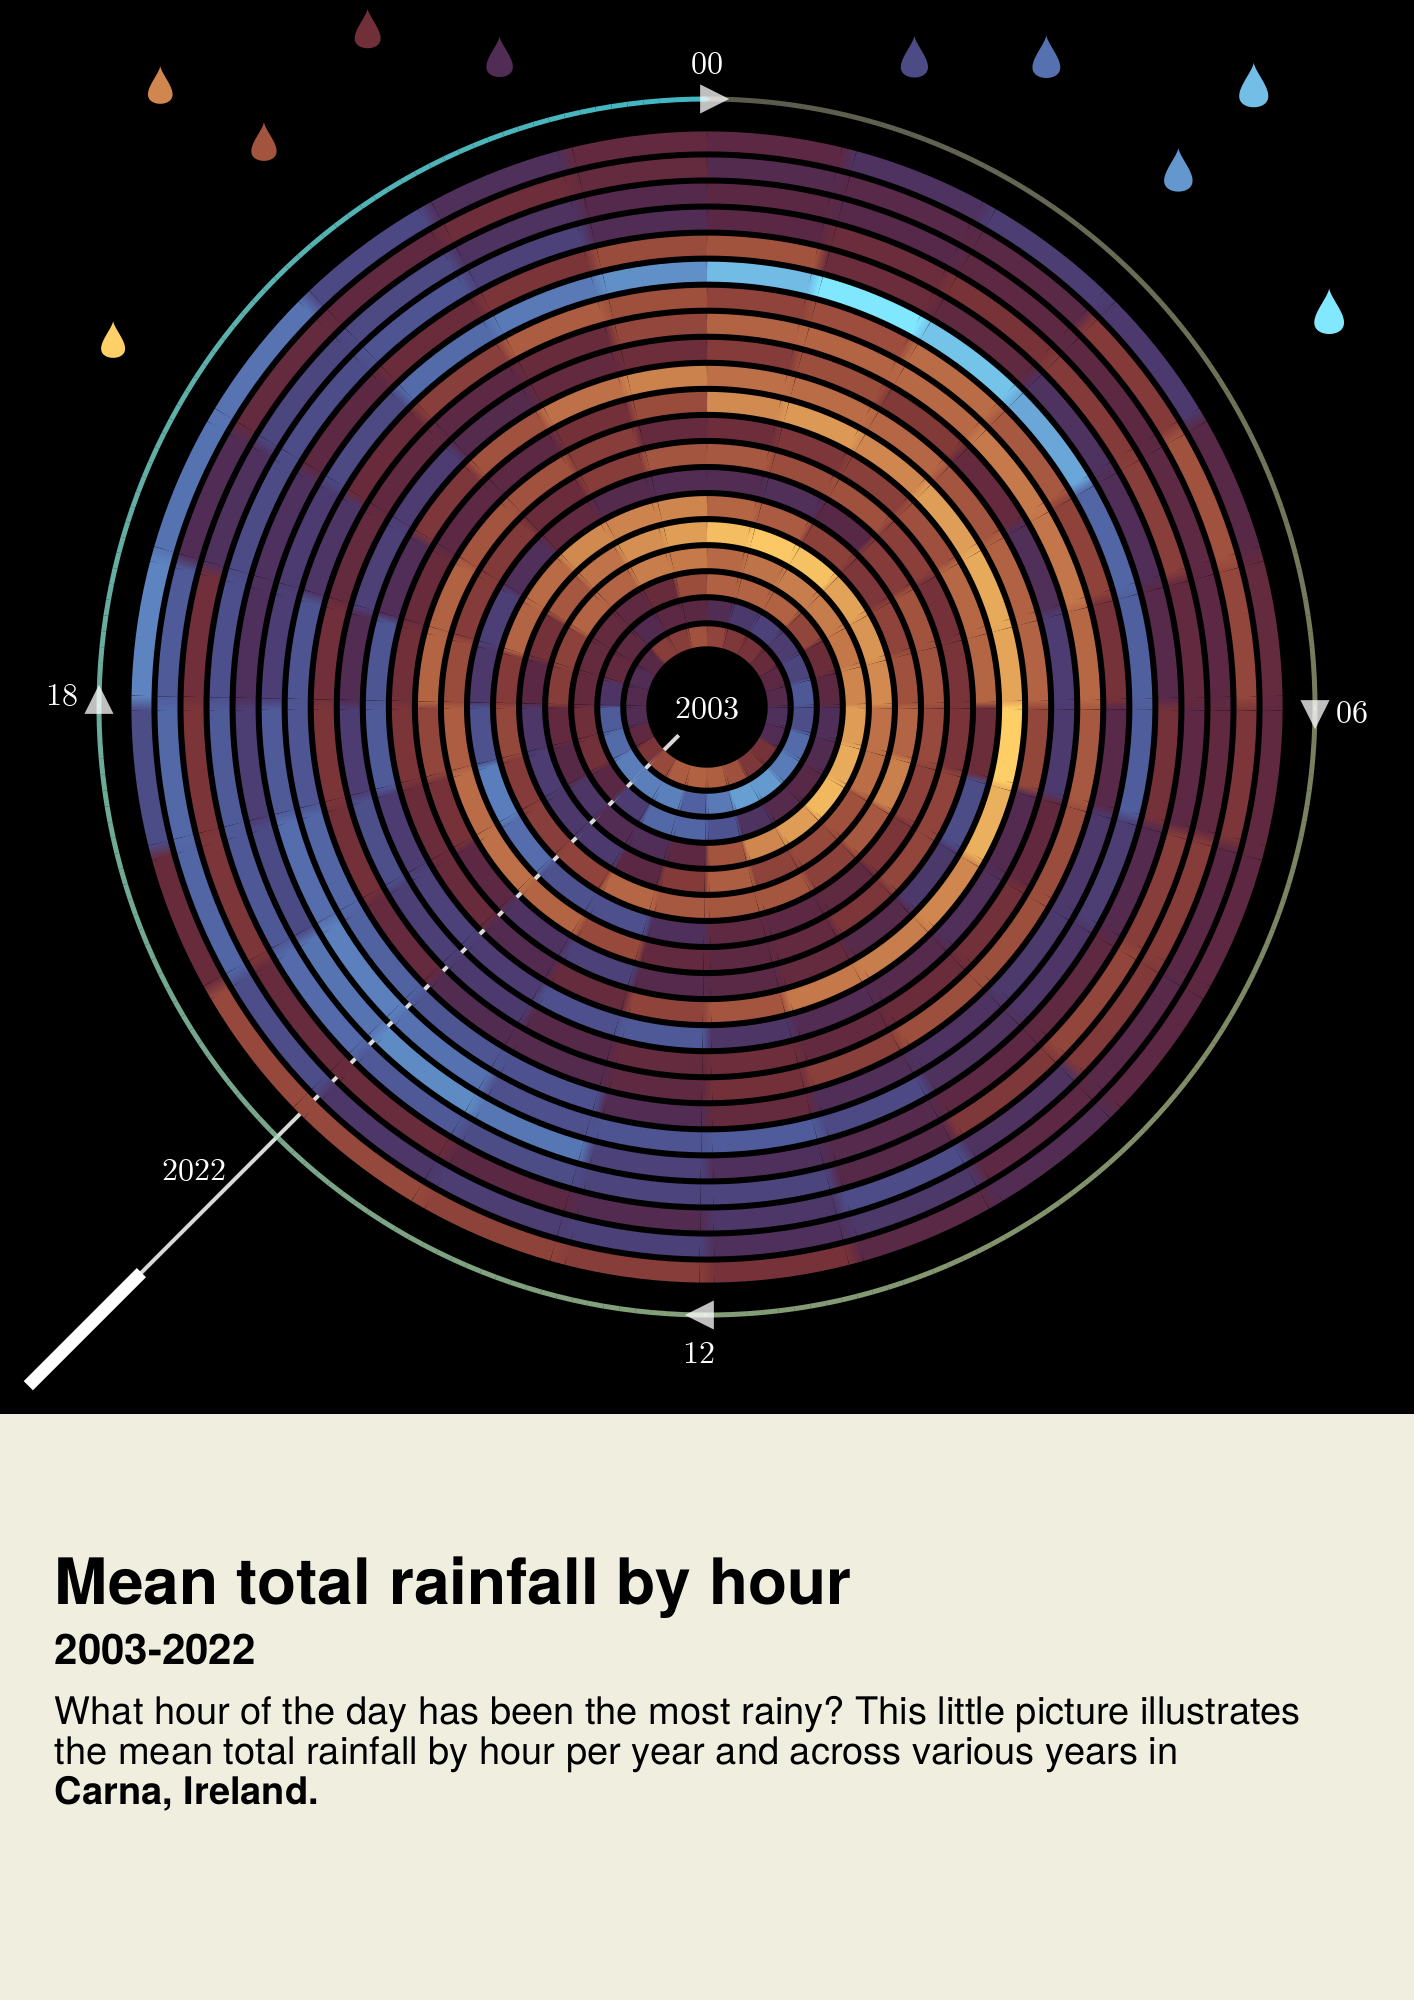 00
2003
18
06
2022
12
Mean total rainfall by hour
2003-2022
What hour of the day has been the most rainy? This little picture illustrates
the mean total rainfall by hour per year and across various years in
Carna, Ireland.